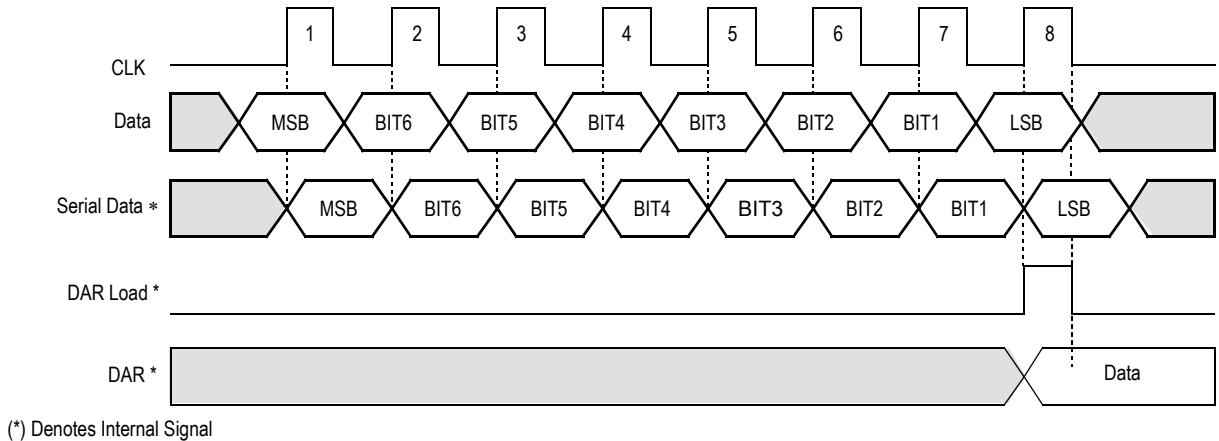 1 2 3 4 5 6 7 8
CLK
Data MSB BIT6 BIT5 BIT4 BIT3 BIT2 BIT1 LSB
Serial Data * MSB BIT6 BIT5 BIT4 BIT3 BIT2 BIT1 LSB
DAR Load *
DAR * Data
(*) Denotes Internal Signal